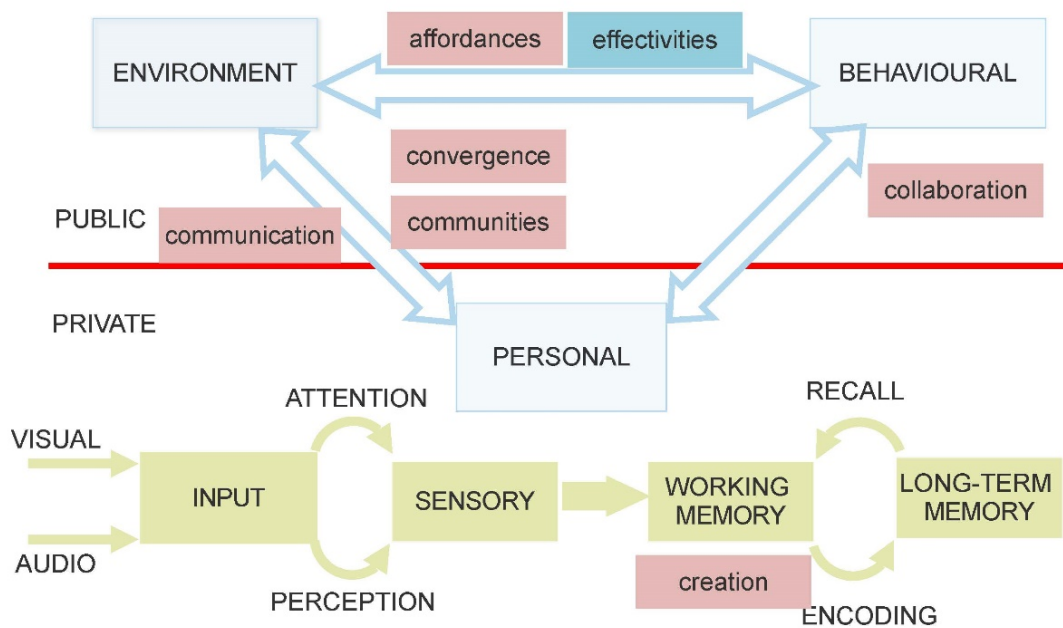 affordances
effectivities
ENVIRONMENT
BEHAVIOURAL
convergence
collaboration
communities
PUBLIC
communication
PRIVATE
PERSONAL
ATTENTION
RECALL
VISUAL
INPUT
SENSORY
WORKING
MEMORY
LONG-TERM
MEMORY
AUDIO
PERCEPTION
creation
ENCODING